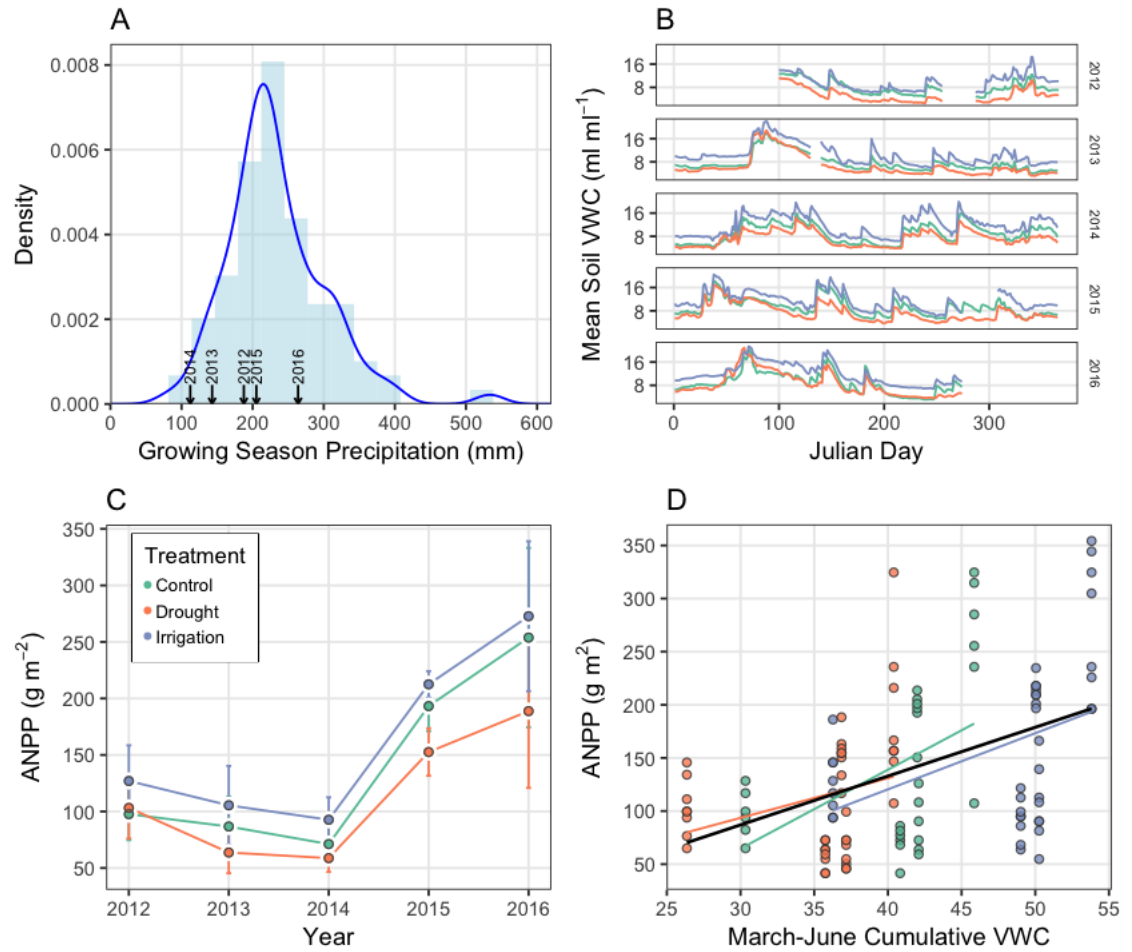 A
0.008
0.006
0.004
0.002
0.000
Density
2014
2013
2012
2015
2016
0 100 200 300 400 500 600
Growing Season Precipitation (mm)
B
Mean Soil VWC (ml ml⁻¹)
16
8
2012
16
8
2013
16
8
2014
16
8
2015
16
8
2016
0 100 200 300
Julian Day
C
350
300
250
200
150
100
50
ANPP (g m⁻²)
Treatment
Control
Drought
Irrigation
2012 2013 2014 2015 2016
Year
D
350
300
250
200
150
100
50
ANPP (g m²)
25 30 35 40 45 50 55
March-June Cumulative VWC